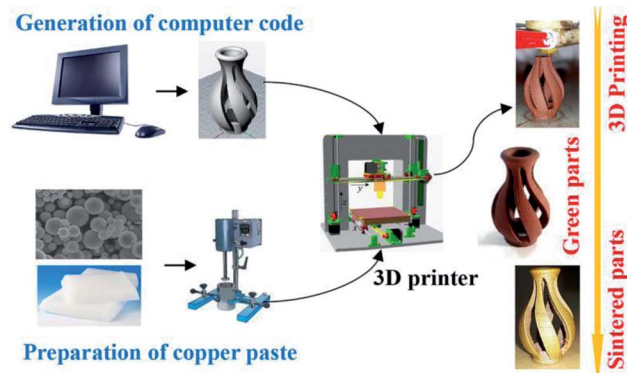 Generation of computer code
3D Printing
Green parts
y
z
x
3D printer
Sintered parts
Preparation of copper paste